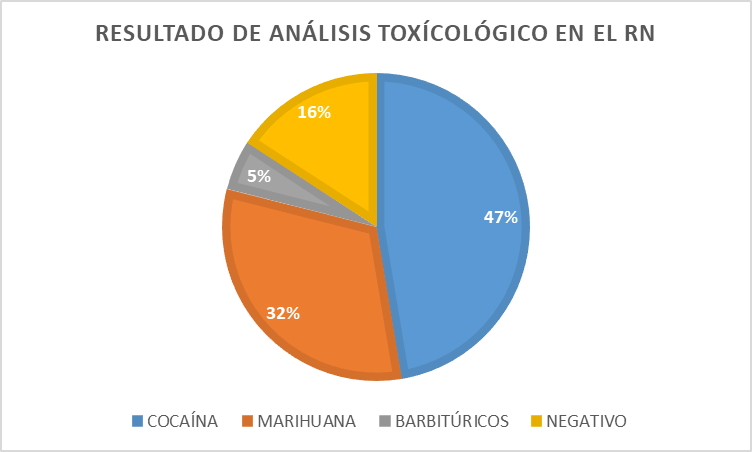 RESULTADO DE ANÁLISIS TOXÍCOLÓGICO EN EL RN
16%
5%
47%
32%
COCAÍNA MARIHUANA BARBITÚRICOS NEGATIVO